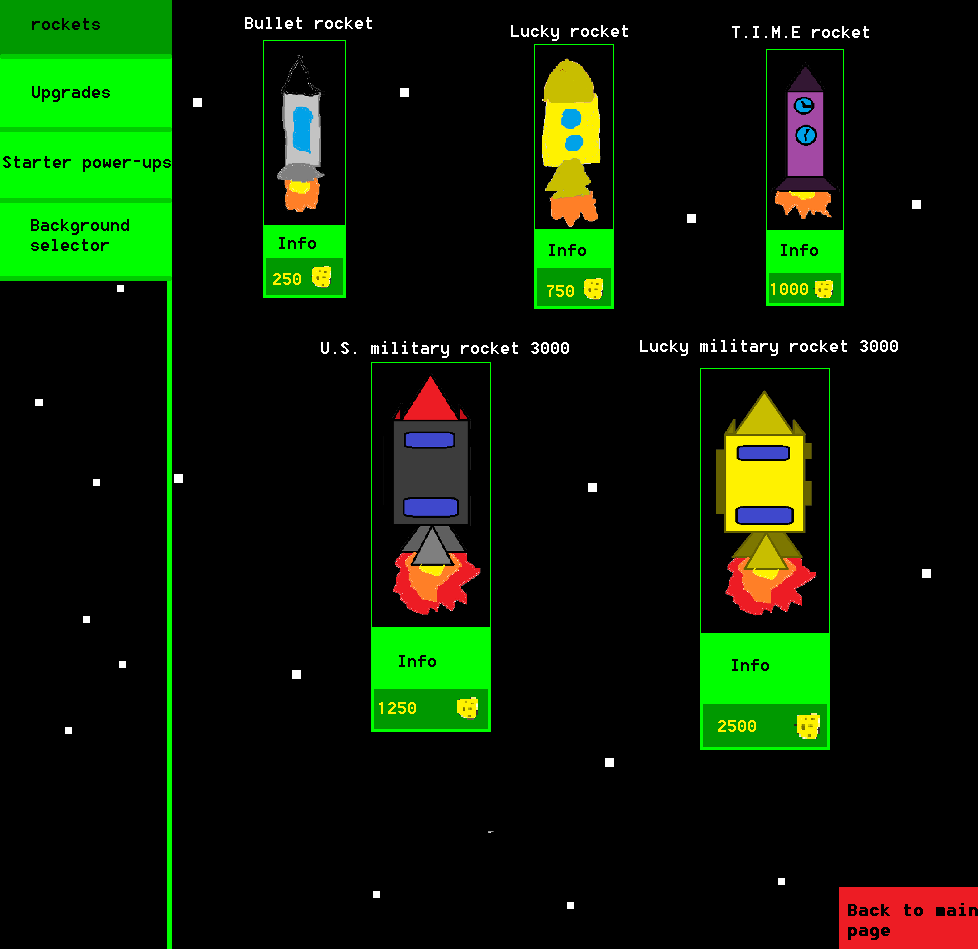 rockets
Upgrades
Starter power-ups
Background
selector
Bullet rocket
Info
250
Lucky rocket
Info
750
T.I.M.E rocket
Info
1000
U.S. military rocket 3000
Info
1250
Lucky military rocket 3000
Info
2500
Back to main
page